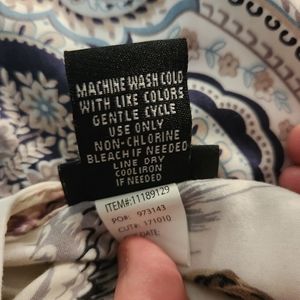 MACHINE WASH COLD
WITH LIKE COLORS
GENTLE CYCLE
USE ONLY
NON-CHLORINE
BLEACH IF NEEDED
LINE DRY
COOL IRON
IF NEEDED
ITEM#:11189129
PO#: 973143
CUT#: 171010
DATE: